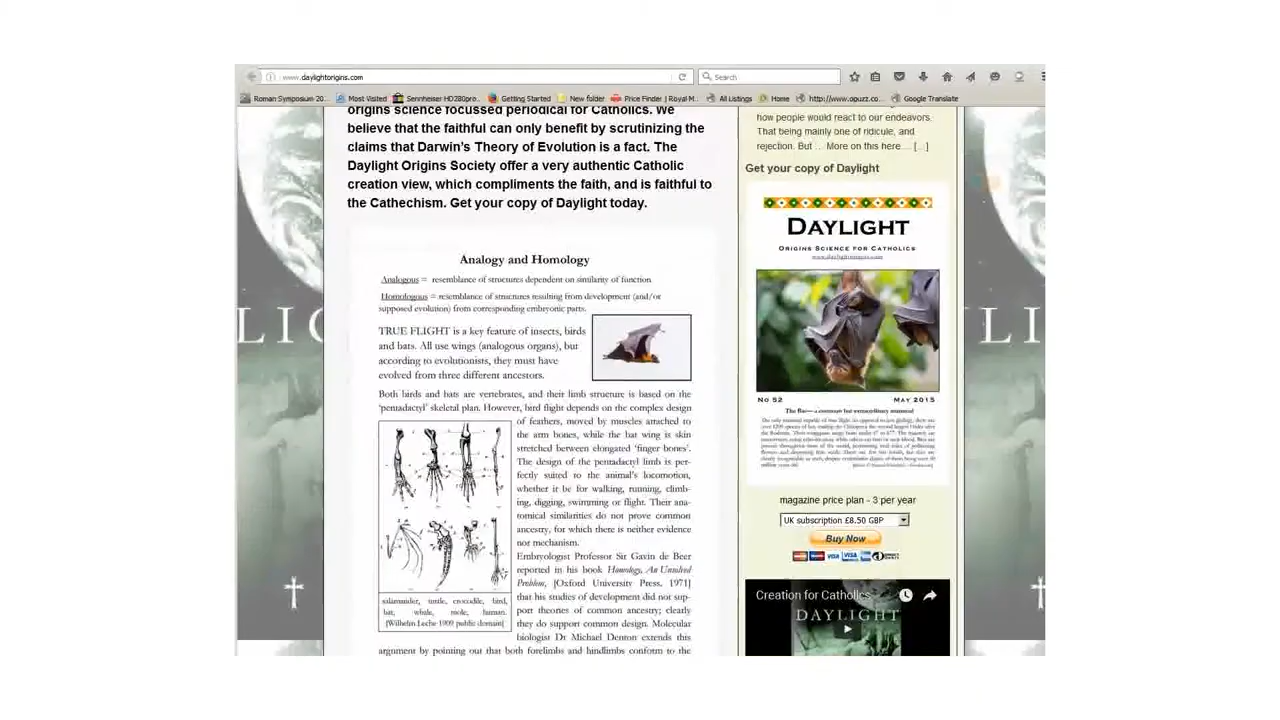 www.daylightorigins.com
Search
Roman Symposium-20... Most Visited Sennheiser-HD280pro... Getting Started New folder Price Finder | Royal M... All Listings Home http://www.opuzz.co... Google Translate
origins science focussed periodical for Catholics. We
believe that the faithful can only benefit by scrutinizing the
claims that Darwin's Theory of Evolution is a fact. The
Daylight Origins Society offer a very authentic Catholic
creation view, which compliments the faith, and is faithful to
the Cathechism. Get your copy of Daylight today.
Analogy and Homology
Analogous = resemblance of structures dependent on similarity of function
Homologous = resemblance of structures resulting from development (and/or
supposed evolution) from corresponding embryonic parts.
TRUE FLIGHT is a key feature of insects, birds
and bats. All use wings (analogous organs), but
according to evolutionists, they must have
evolved from three different ancestors.
Both birds and bats are vertebrates, and their limb structure is based on the
'pentadactyl' skeletal plan. However, bird flight depends on the complex design
of feathers, moved by muscles attached to
the arm bones, while the bat wing is skin
stretched between elongated 'finger bones'.
The design of the pentadactyl limb is per-
fectly suited to the animal's locomotion,
whether it be for walking, running, climb-
ing, digging, swimming or flight. Their ana-
tomical similarities do not prove common
ancestry, for which there is neither evidence
nor mechanism.
Embryologist Professor Sir Gavin de Beer
reported in his book Homology, An Unsolved
Problem, [Oxford University Press, 1971]
that his studies of development did not sup-
port theories of common ancestry; clearly
they do support common design. Molecular
biologist Dr Michael Denton extends this
argument by pointing out that both forelimbs and hindlimbs conform to the
salamander, turtle, crocodile, bird,
bat, whale, mole, human.
[Wilhelm Leche 1909 public domain]
how people would react to our endeavors.
That being mainly one of ridicule, and
rejection. But ... More on this here ... [...]
Get your copy of Daylight
DAYLIGHT
ORIGINS SCIENCE FOR CATHOLICS
www.daylightorigins.com
No 52 MAY 2015
magazine price plan - 3 per year
UK subscription £8.50 GBP
Buy Now
VISA VISA
Creation for Catholics
DAYLIGHT
LIG
LI